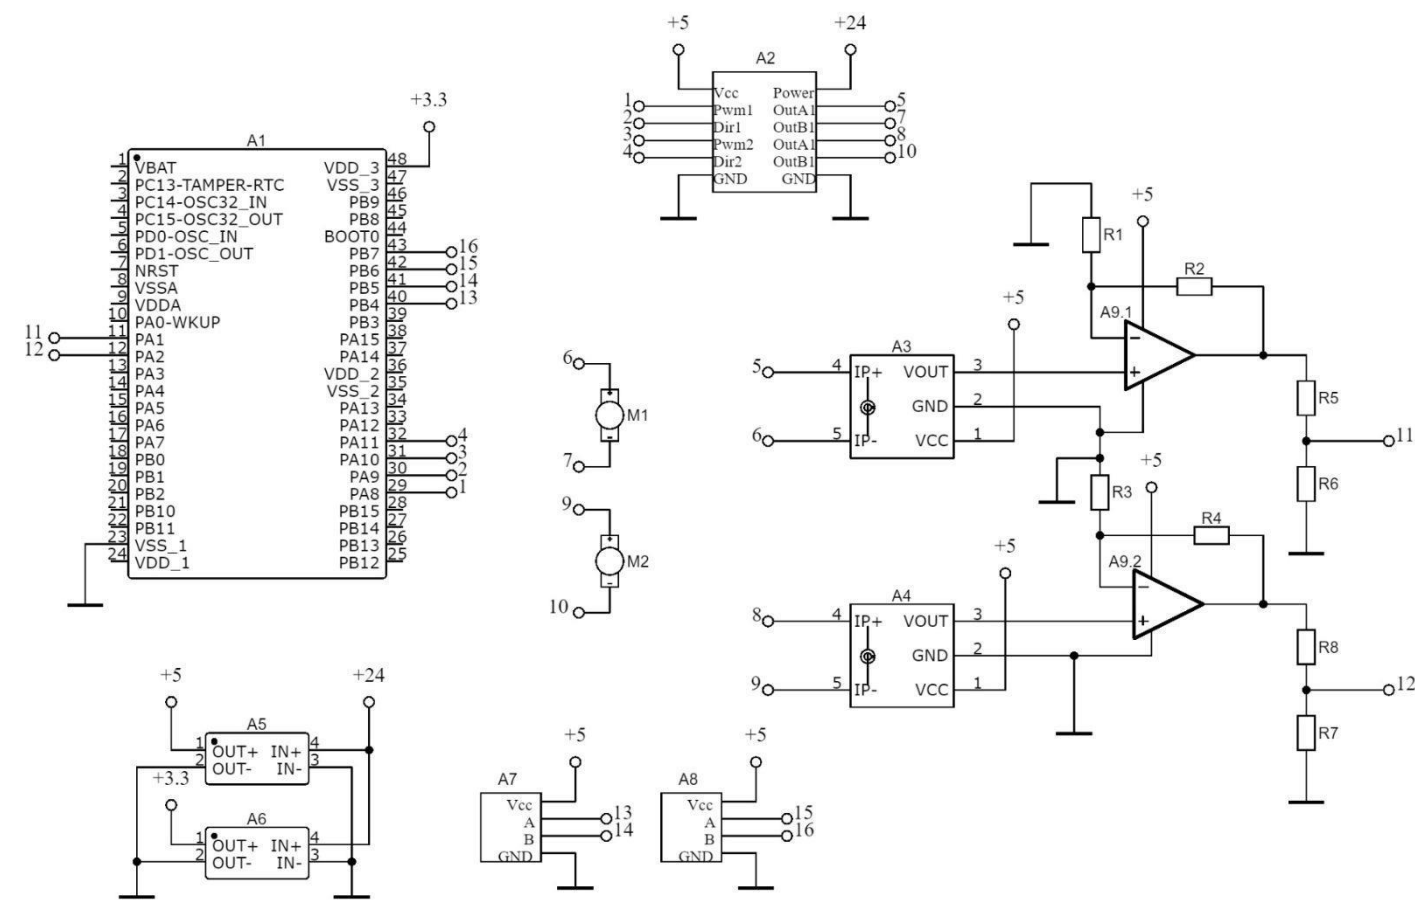 +5
+24
A2
Vcc Power
1 Pwm1 OutA1 5
2 Dir1 OutB1 7
3 Pwm2 OutA1 8
4 Dir2 OutB1 10
GND GND
+3.3
A1
1 VBAT VDD_3 48
2 PC13-TAMPER-RTC VSS_3 47
3 PC14-OSC32_IN PB9 46
4 PC15-OSC32_OUT PB8 45
5 PD0-OSC_IN BOOT0 44
6 PD1-OSC_OUT PB7 43 16
7 NRST PB6 42 15
8 VSSA PB5 41 14
9 VDDA PB4 40 13
10 PA0-WKUP PB3 39
11 11 PA1 PA15 38
12 12 PA2 PA14 37
13 PA3 VDD_2 36
14 PA4 VSS_2 35
15 PA5 PA13 34
16 PA6 PA12 33
17 PA7 PA11 32 4
18 PB0 PA10 31 3
19 PB1 PA9 30 2
20 PB2 PA8 29 1
21 PB10 PB15 28
22 PB11 PB14 27
23 VSS_1 PB13 26
24 VDD_1 PB12 25
6
+
M1
-
7
9
+
M2
-
10
+5
R1
R2
+5
A9.1
-
+
A3
5 4 IP+ VOUT 3
GND 2
6 5 IP- VCC 1
R5
11
R6
+5
R3
R4
A9.2
-
+
+5
A4
8 4 IP+ VOUT 3
GND 2
9 5 IP- VCC 1
R8
12
R7
+5
+24
A5
1 OUT+ IN+ 4
2 OUT- IN- 3
+3.3
A6
1 OUT+ IN+ 4
2 OUT- IN- 3
+5
A7
Vcc
A 13
B 14
GND
+5
A8
Vcc
A 15
B 16
GND